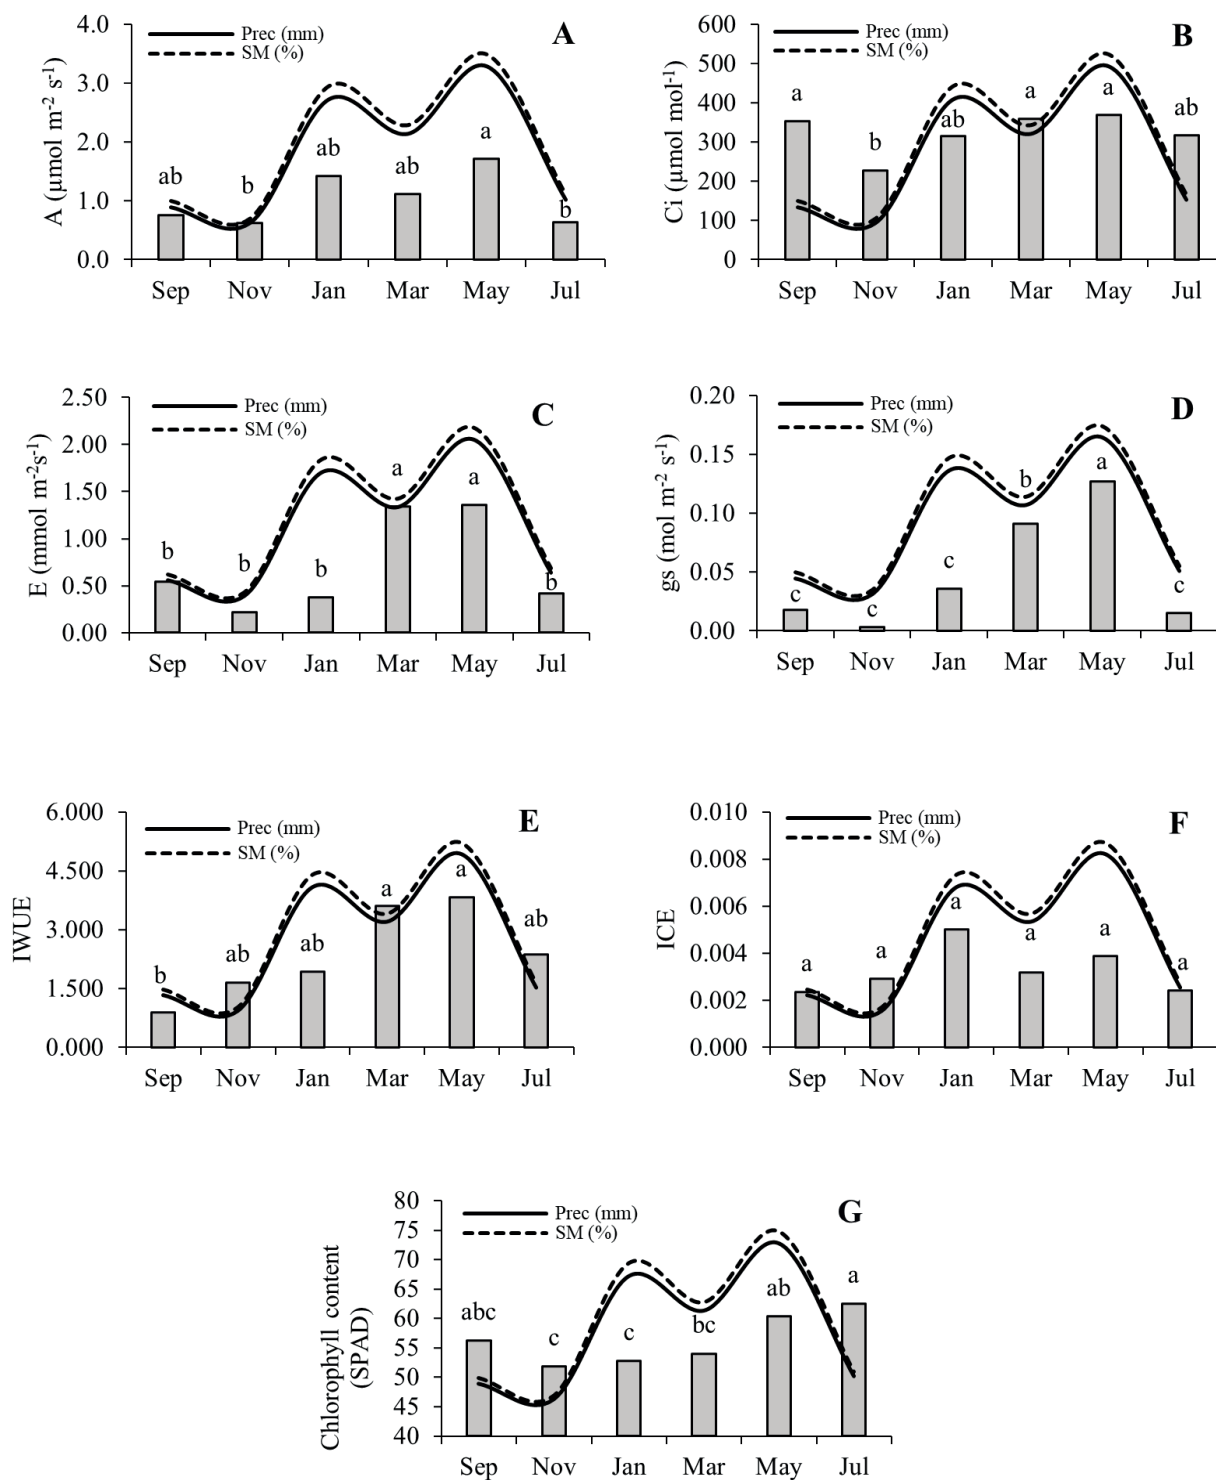 A
Prec (mm)
SM (%)
A (µmol m-2 s-1)
4.0
3.0
2.0
1.0
0.0
ab
b
ab
ab
a
b
Sep Nov Jan Mar May Jul
B
Prec (mm)
SM (%)
Ci (µmol mol-1)
600
500
400
300
200
100
0
a
b
ab
a
a
ab
Sep Nov Jan Mar May Jul
C
Prec (mm)
SM (%)
E (mmol m-2s-1)
2.50
2.00
1.50
1.00
0.50
0.00
b
b
b
a
a
b
Sep Nov Jan Mar May Jul
D
Prec (mm)
SM (%)
gs (mol m-2 s-1)
0.20
0.15
0.10
0.05
0.00
c
c
c
b
a
c
Sep Nov Jan Mar May Jul
E
Prec (mm)
SM (%)
IWUE
6.000
4.500
3.000
1.500
0.000
b
ab
ab
a
a
ab
Sep Nov Jan Mar May Jul
F
Prec (mm)
SM (%)
ICE
0.010
0.008
0.006
0.004
0.002
0.000
a
a
a
a
a
a
Sep Nov Jan Mar May Jul
G
Prec (mm)
SM (%)
Chlorophyll content
(SPAD)
80
75
70
65
60
55
50
45
40
abc
c
c
bc
ab
a
Sep Nov Jan Mar May Jul